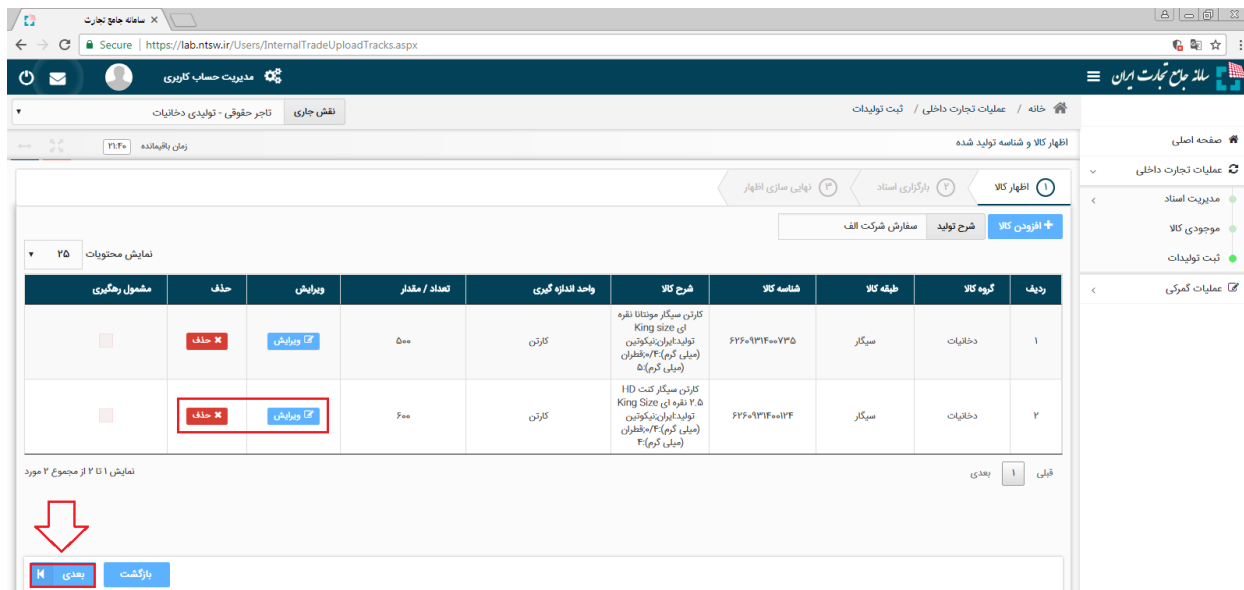 سامانه جامع تجارت
Secure | https://lab.ntsw.ir/Users/InternalTradeUploadTracks.aspx
سامانه جامع تجارت ایران
مدیریت حساب کاربری
خانه / عملیات تجارت داخلی / ثبت تولیدات
نقش جاری تاجر حقوقی - تولیدی دخانیات
اظهار کالا و شناسه تولید شده
زمان باقیمانده ۲۱:۴۰
صفحه اصلی
عملیات تجارت داخلی
مدیریت اسناد
موجودی کالا
ثبت تولیدات
عملیات گمرکی
۱ اظهار کالا ۲ بارگزاری اسناد ۳ نهایی سازی اظهار
+ افزودن کالا شرح تولید سفارش شرکت الف
نمایش محتویات ۲۵
ردیف گروه کالا طبقه کالا شناسه کالا شرح کالا واحد اندازه گیری تعداد / مقدار ویرایش حذف مشمول رهگیری
۱ دخانیات سیگار ۶۲۶۰۹۳۱۴۰۰۷۳۵
کارتن سیگار مونتانا نقره
ای King size
تولید:ایران;نیکوتین
(میلی گرم):۰/۴;قطران
(میلی گرم):۵
کارتن ۵۰۰ ویرایش حذف
۲ دخانیات سیگار ۶۲۶۰۹۳۱۴۰۰۱۲۴
کارتن سیگار کنت HD
۲.۵ نقره ای King Size
تولید:ایران;نیکوتین
(میلی گرم):۰/۴;قطران
(میلی گرم):۴
کارتن ۶۰۰ ویرایش حذف
قبلی ۱ بعدی
نمایش ۱ تا ۲ از مجموع ۲ مورد
بازگشت بعدی